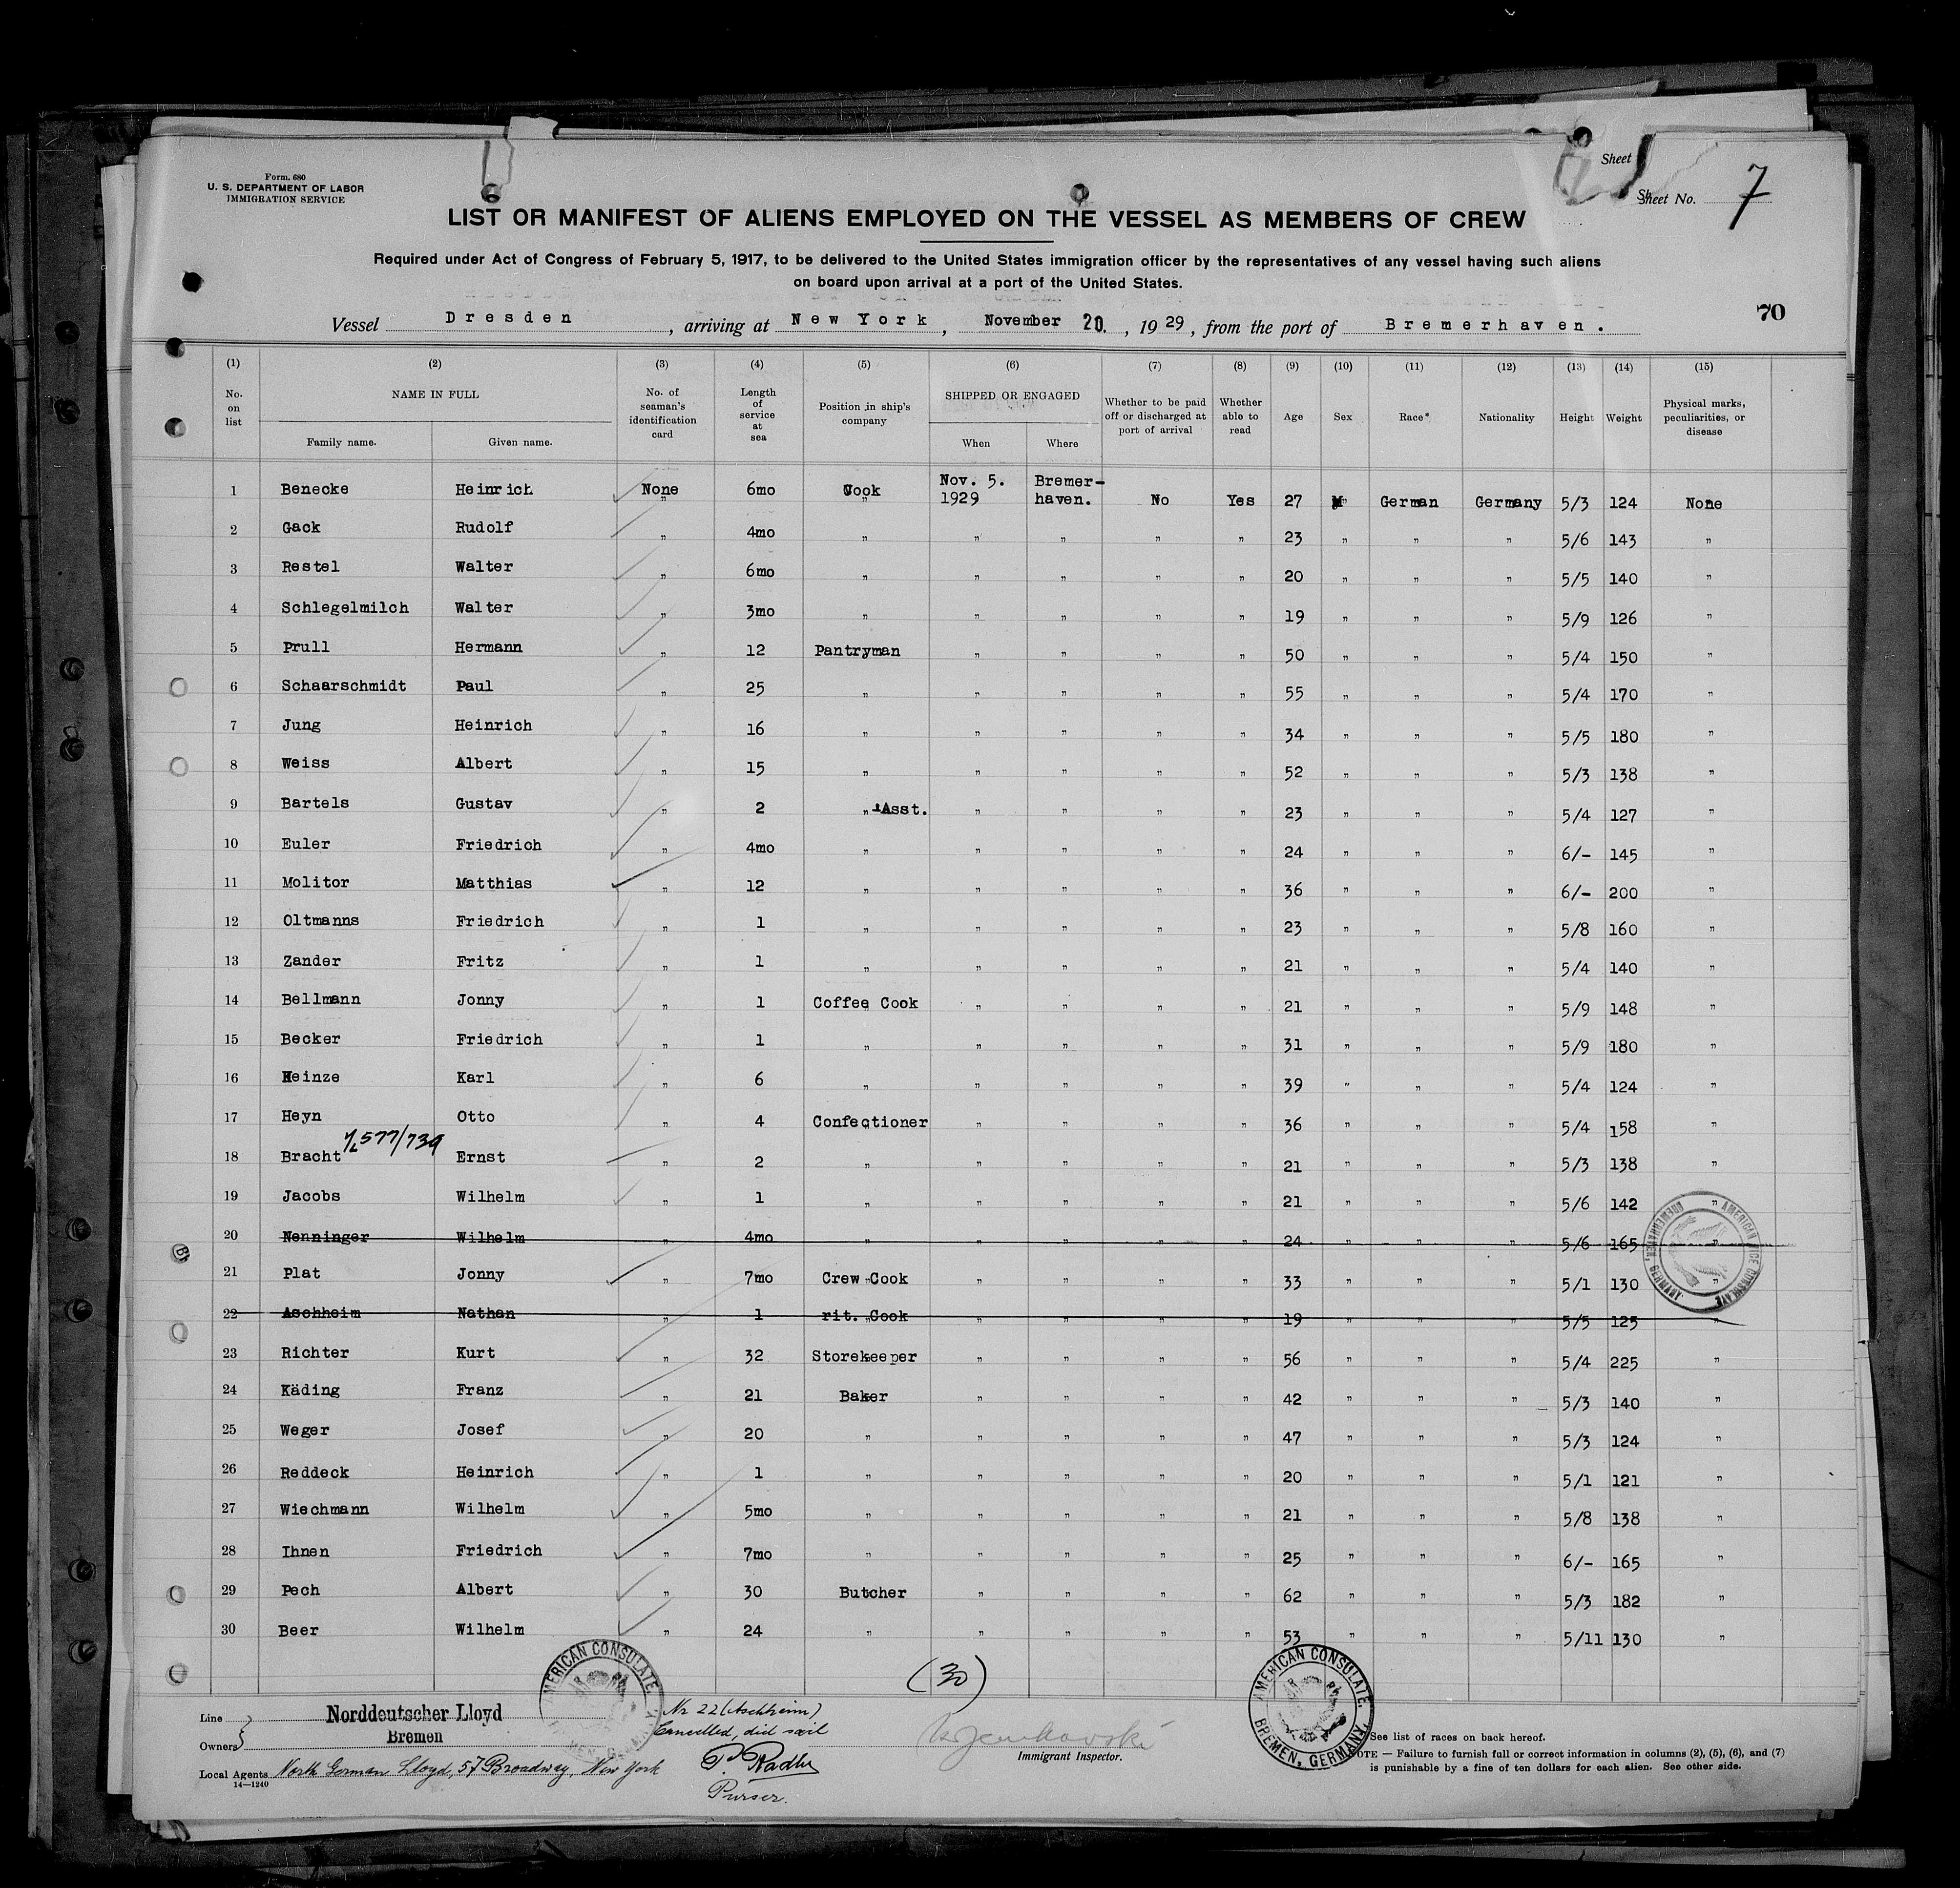 Form. 680
U. S. DEPARTMENT OF LABOR
IMMIGRATION SERVICE
Sheet
Sheet No. 7
LIST OR MANIFEST OF ALIENS EMPLOYED ON THE VESSEL AS MEMBERS OF CREW
Required under Act of Congress of February 5, 1917, to be delivered to the United States immigration officer by the representatives of any vessel having such aliens
on board upon arrival at a port of the United States.
70
Vessel Dresden, arriving at New York, November 20., 1929, from the port of Bremerhaven.
(1) (2) (3) (4) (5) (6) (7) (8) (9) (10) (11) (12) (13) (14) (15)
No. on list NAME IN FULL Family name. Given name. No. of seaman's identification card Length of service at sea Position in ship's company SHIPPED OR ENGAGED When Where Whether to be paid off or discharged at port of arrival Whether able to read Age Sex Race* Nationality Height Weight Physical marks, peculiarities, or disease
1 Benecke Heinrich None 6mo Cook Nov. 5. 1929 Bremer-haven. No Yes 27 M German Germany 5/3 124 None
2 Gack Rudolf " 4mo " " " " " 23 " " " 5/6 143 "
3 Restel Walter " 6mo " " " " " 20 " " " 5/5 140 "
4 Schlegelmilch Walter " 3mo " " " " " 19 " " " 5/9 126 "
5 Prull Hermann " 12 Pantryman " " " " 50 " " " 5/4 150 "
6 Schaarschmidt Paul " 25 " " " " " 55 " " " 5/4 170 "
7 Jung Heinrich " 16 " " " " " 34 " " " 5/5 180 "
8 Weiss Albert " 15 " " " " " 52 " " " 5/3 138 "
9 Bartels Gustav " 2 " Asst. " " " " 23 " " " 5/4 127 "
10 Euler Friedrich " 4mo " " " " " 24 " " " 6/- 145 "
11 Molitor Matthias " 12 " " " " " 36 " " " 6/- 200 "
12 Oltmanns Friedrich " 1 " " " " " 23 " " " 5/8 160 "
13 Zander Fritz " 1 " " " " " 21 " " " 5/4 140 "
14 Bellmann Jonny " 1 Coffee Cook " " " " 21 " " " 5/9 148 "
15 Becker Friedrich " 1 " " " " " 31 " " " 5/9 180 "
16 Heinze Karl " 6 " " " " " 39 " " " 5/4 124 "
17 Heyn Otto " 4 Confectioner " " " " 36 " " " 5/4 158 "
577/739
18 Bracht Ernst " 2 " " " " " 21 " " " 5/3 138 "
19 Jacobs Wilhelm " 1 " " " " " 21 " " " 5/6 142 "
20 Nenninger Wilhelm " 4mo " " " " " 24 " " " 5/6 165 "
21 Plat Jonny " 7mo Crew Cook " " " " 33 " " " 5/1 130 "
22 Aschheim Nathan " 1 rit. Cook " " " " 19 " " " 5/5 125 "
23 Richter Kurt " 32 Storekeeper " " " " 56 " " " 5/4 225 "
24 Käding Franz " 21 Baker " " " " 42 " " " 5/3 140 "
25 Weger Josef " 20 " " " " " 47 " " " 5/3 124 "
26 Reddeck Heinrich " 1 " " " " " 20 " " " 5/1 121 "
27 Wiechmann Wilhelm " 5mo " " " " " 21 " " " 5/8 138 "
28 Ihnen Friedrich " 7mo " " " " " 25 " " " 6/- 165 "
29 Pech Albert " 30 Butcher " " " " 62 " " " 5/3 182 "
30 Beer Wilhelm " 24 " " " " " 53 " " " 5/11 130 "
AMERICAN VICE CONSULATE BREMERHAVEN, GERMANY.
(30)
AMERICAN CONSULATE.
AMERICAN CONSULATE. BREMEN, GERMANY.
Line Norddeutscher Lloyd
Owners Bremen
Local Agents North German Lloyd, 57 Broadway, New York
14—1240
Nr 22 (Aschheim)
Cancelled, did sail
P. Radler
Purser.
Immigrant Inspector.
See list of races on back hereof.
NOTE — Failure to furnish full or correct information in columns (2), (5), (6), and (7)
is punishable by a fine of ten dollars for each alien. See other side.